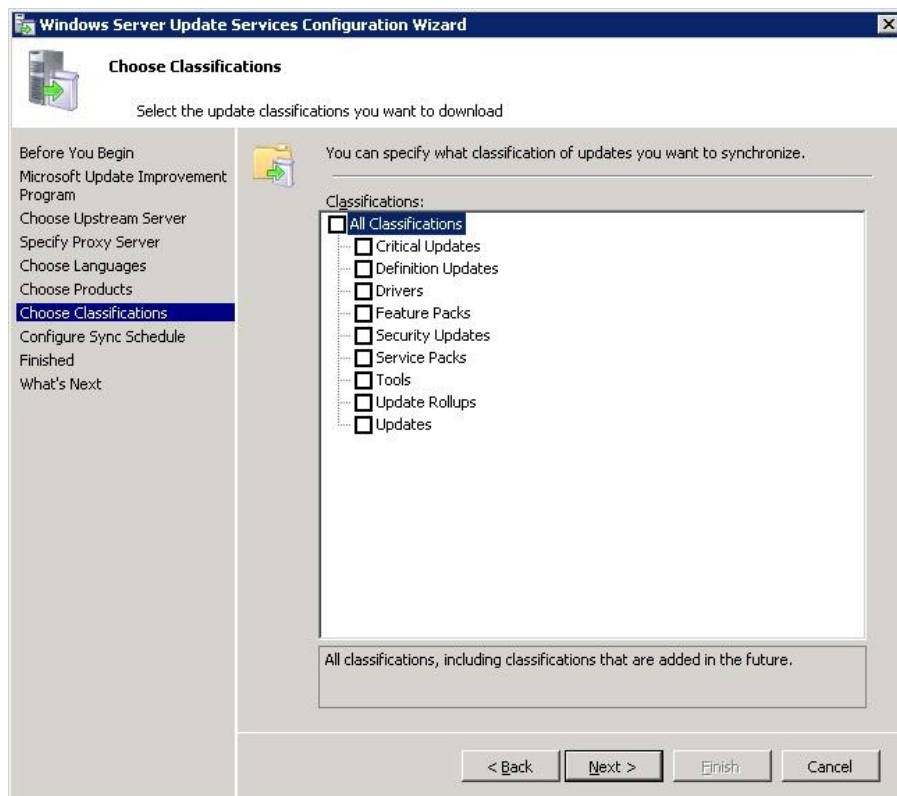 Windows Server Update Services Configuration Wizard
Choose Classifications
Select the update classifications you want to download
Before You Begin
Microsoft Update Improvement
Program
Choose Upstream Server
Specify Proxy Server
Choose Languages
Choose Products
Choose Classifications
Configure Sync Schedule
Finished
What's Next
You can specify what classification of updates you want to synchronize.
Classifications:
All Classifications
Critical Updates
Definition Updates
Drivers
Feature Packs
Security Updates
Service Packs
Tools
Update Rollups
Updates
All classifications, including classifications that are added in the future.
< Back
Next >
Finish
Cancel